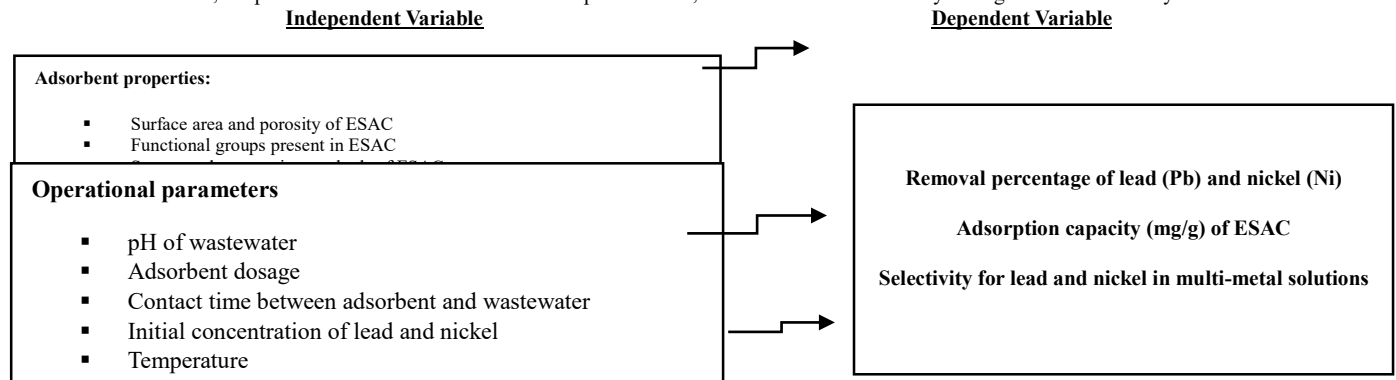 Independent Variable
Dependent Variable
Adsorbent properties:
▪ Surface area and porosity of ESAC
▪ Functional groups present in ESAC
Operational parameters
▪ pH of wastewater
▪ Adsorbent dosage
▪ Contact time between adsorbent and wastewater
▪ Initial concentration of lead and nickel
▪ Temperature
Removal percentage of lead (Pb) and nickel (Ni)
Adsorption capacity (mg/g) of ESAC
Selectivity for lead and nickel in multi-metal solutions